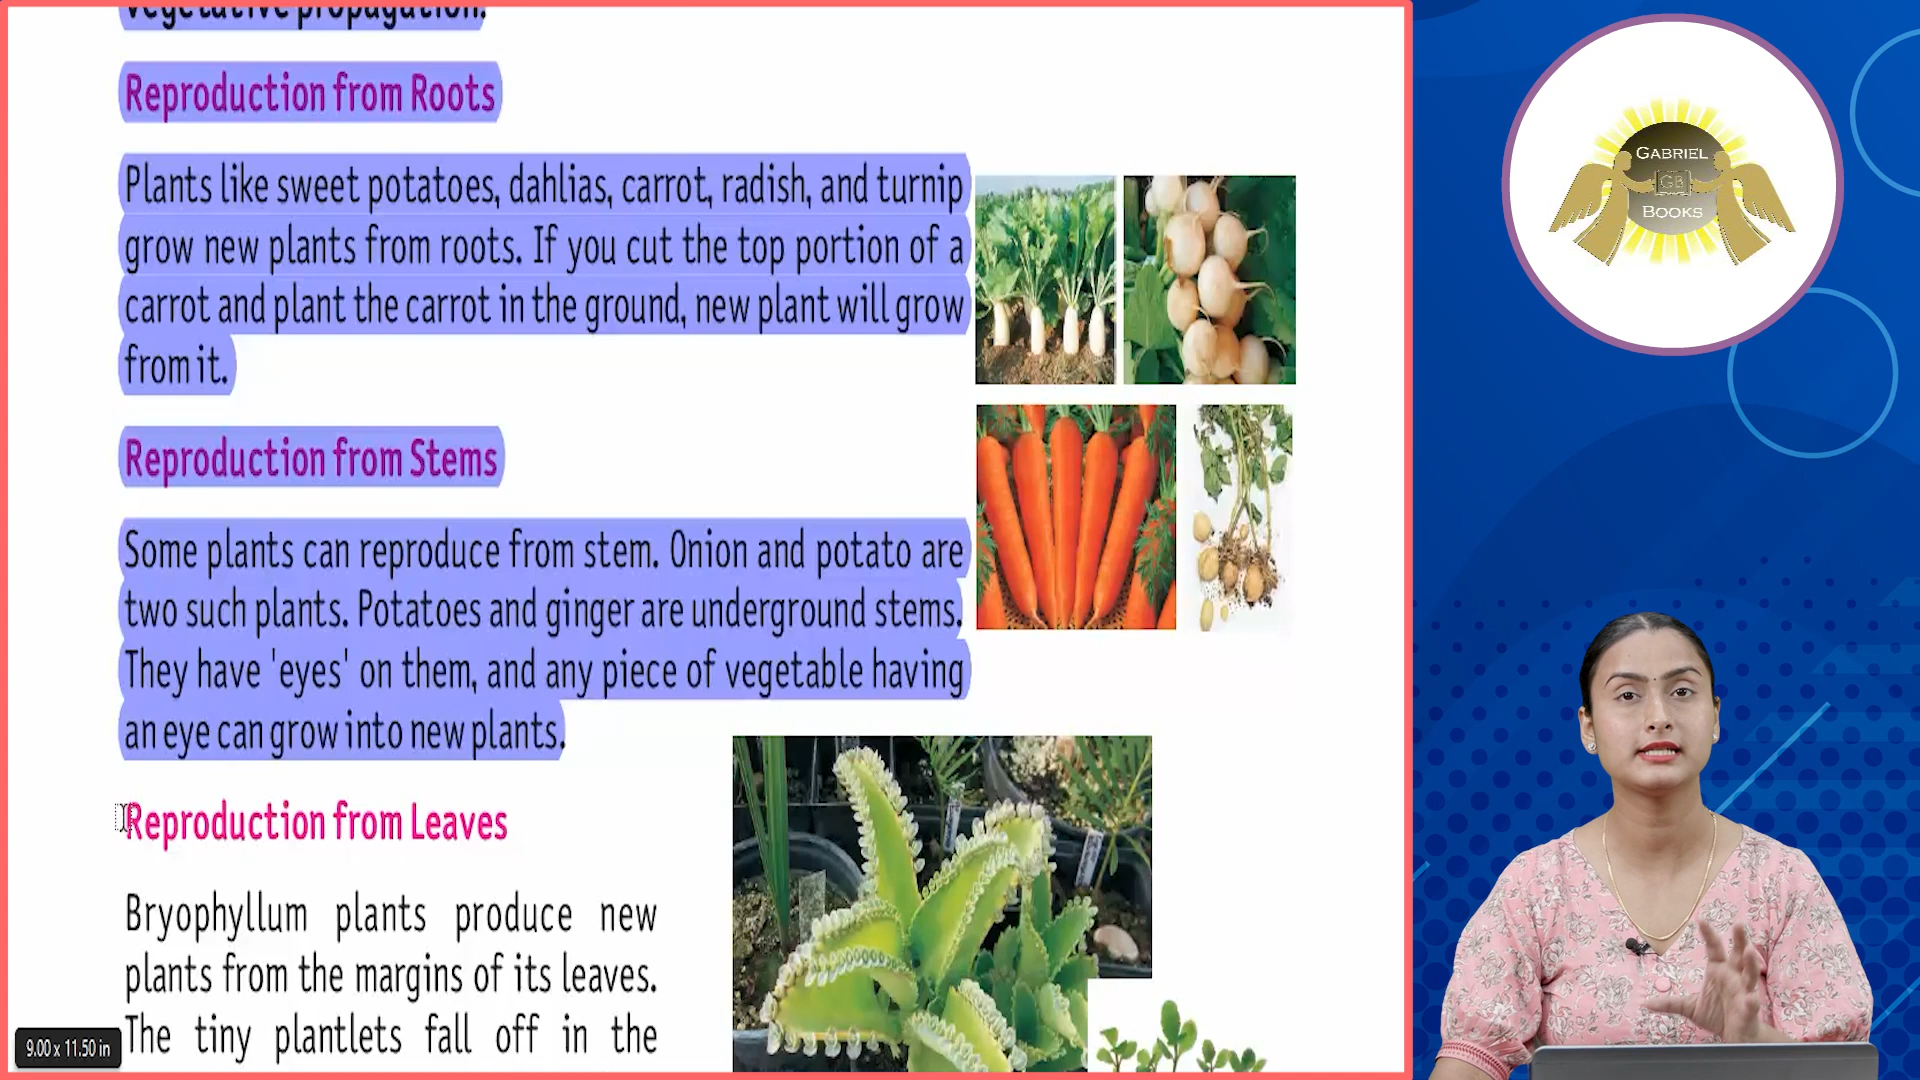 vegetative propagation.
Reproduction from Roots
Plants like sweet potatoes, dahlias, carrot, radish, and turnip
grow new plants from roots. If you cut the top portion of a
carrot and plant the carrot in the ground, new plant will grow
from it.
Reproduction from Stems
Some plants can reproduce from stem. Onion and potato are
two such plants. Potatoes and ginger are underground stems.
They have 'eyes' on them, and any piece of vegetable having
an eye can grow into new plants.
Reproduction from Leaves
Bryophyllum plants produce new
plants from the margins of its leaves.
The tiny plantlets fall off in the
9.00 x 11.50 in
GABRIEL
GB
BOOKS